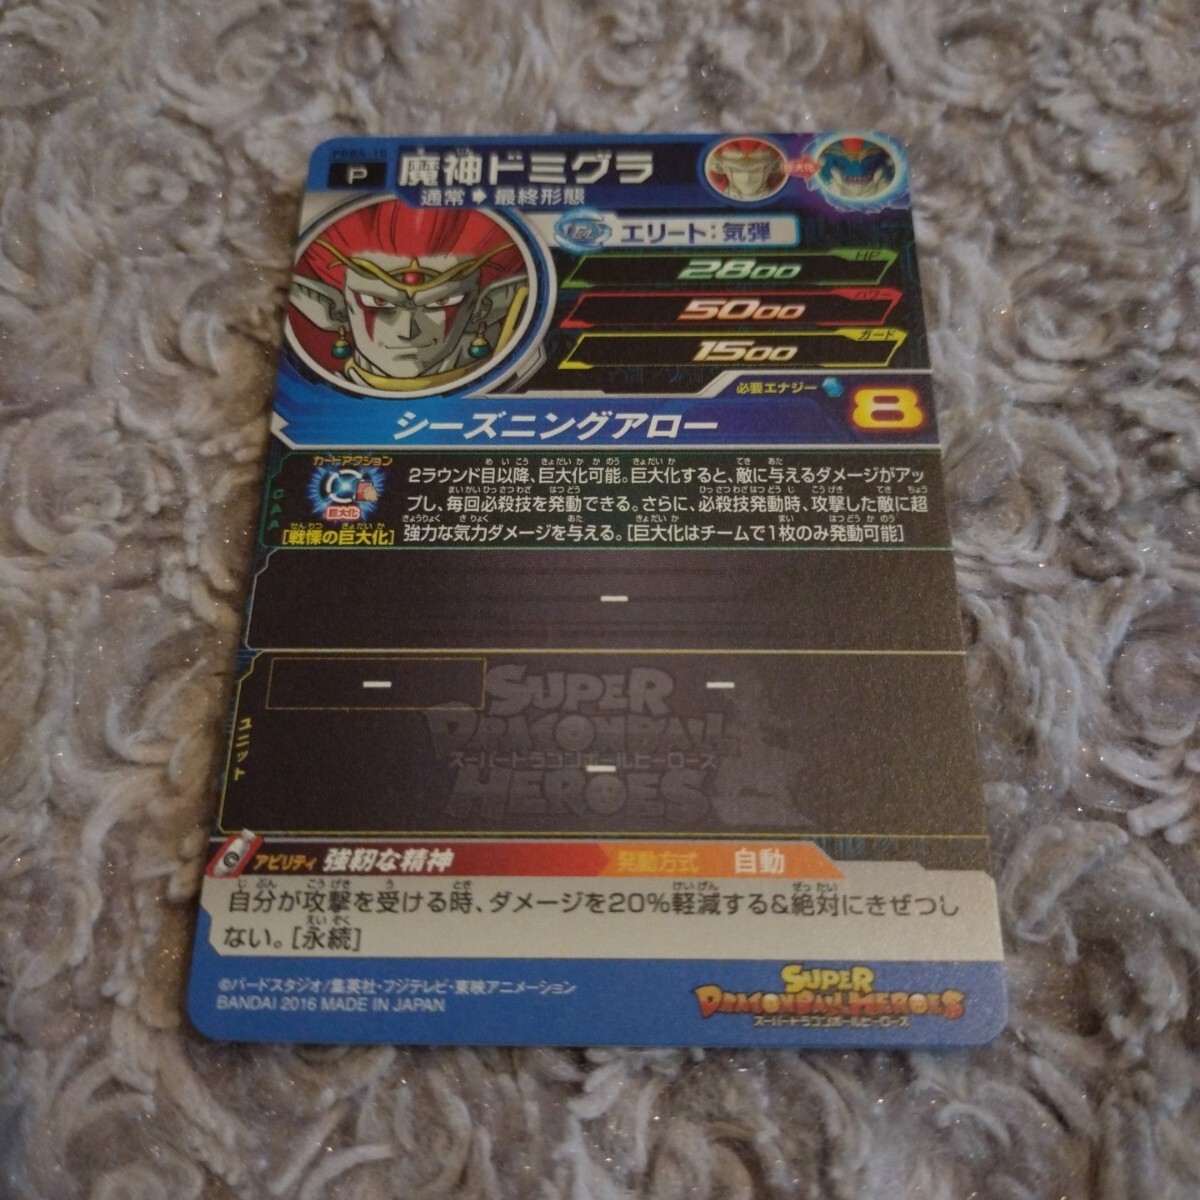 P
魔神ドミグラ
通常➡最終形態
巨大化
エリート：気弾
HP
2800
パワー
5000
ガード
1500
必要エナジー 8
シーズニングアロー
CAA
カードアクション
巨大化
[戦慄の巨大化]
2ラウンド目以降、巨大化可能。巨大化すると、敵に与えるダメージがアッ
プし、毎回必殺技を発動できる。さらに、必殺技発動時、攻撃した敵に超
強力な気力ダメージを与える。[巨大化はチームで1枚のみ発動可能]
ー
ユニット
ー
ー
ー
SUPER
DRAGONBALL
スーパードラゴンボールヒーローズ
HEROES
アビリティ 強靭な精神 発動方式 自動
自分が攻撃を受ける時、ダメージを20%軽減する&絶対にきぜつし
ない。[永続]
©バードスタジオ/集英社・フジテレビ・東映アニメーション
BANDAI 2016 MADE IN JAPAN
SUPER
DRAGONBALL HEROES
スーパードラゴンボールヒーローズ